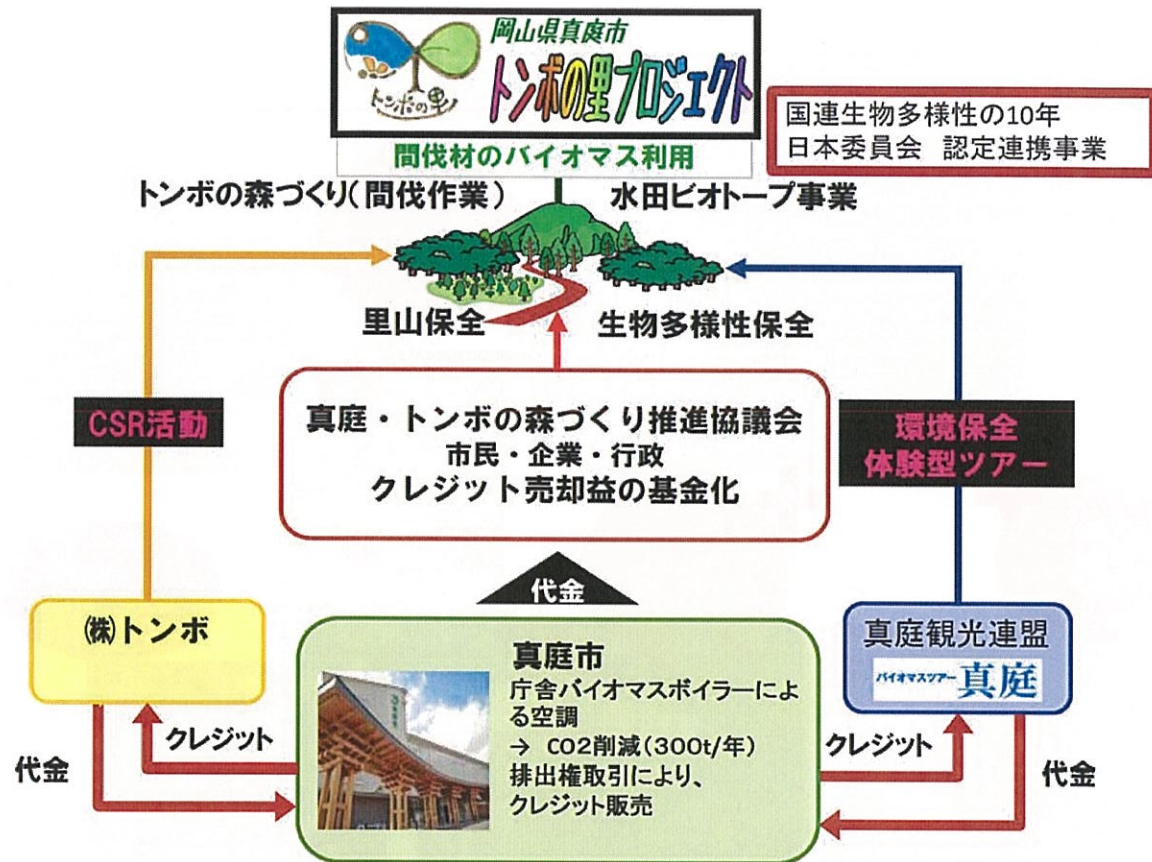 岡山県真庭市
トンボの里プロジェクト
トンボの里
間伐材のバイオマス利用
国連生物多様性の10年
日本委員会 認定連携事業
トンボの森づくり(間伐作業)
水田ビオトープ事業
里山保全
生物多様性保全
CSR活動
真庭・トンボの森づくり推進協議会
市民・企業・行政
クレジット売却益の基金化
環境保全
体験型ツアー
代金
㈱トンボ
真庭市
庁舎バイオマスボイラーによ
る空調
→ CO2削減(300t/年)
排出権取引により、
クレジット販売
真庭観光連盟
バイオマスツアー真庭
クレジット
代金
クレジット
代金